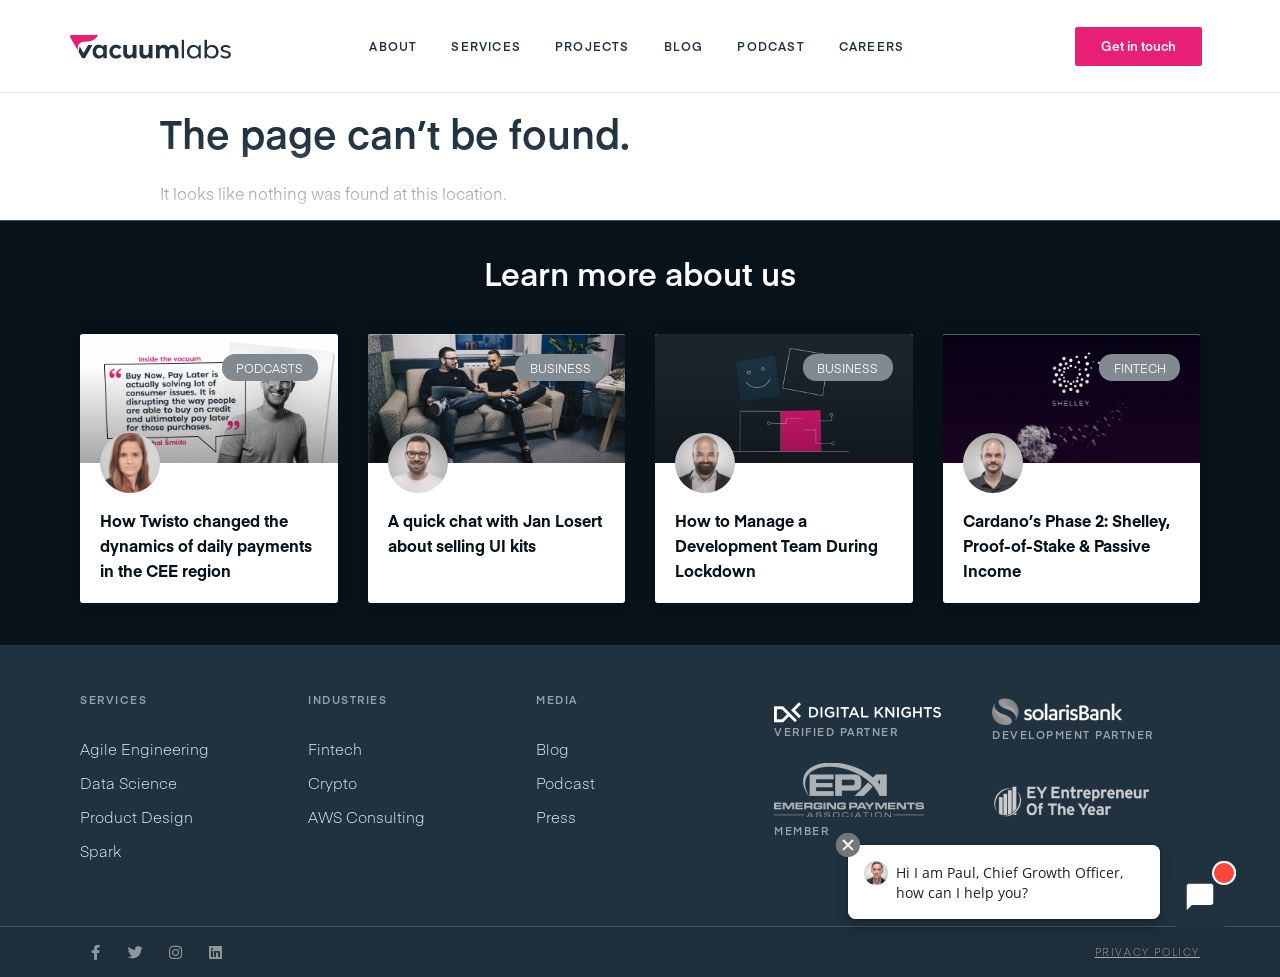 vacuumlabs
ABOUT
SERVICES
PROJECTS
BLOG
PODCAST
CAREERS
Get in touch
The page can’t be found.
It looks like nothing was found at this location.
Learn more about us
Inside the vacuum
PODCASTS
Buy Now, Pay Later is
actually solving lot of
consumer issues. It is
disrupting the way people
are able to buy on credit
and ultimately pay later
for those purchases.
Šmída
How Twisto changed the
dynamics of daily payments
in the CEE region
BUSINESS
A quick chat with Jan Losert
about selling UI kits
BUSINESS
How to Manage a
Development Team During
Lockdown
FINTECH
SHELLEY
Cardano’s Phase 2: Shelley,
Proof-of-Stake & Passive
Income
SERVICES
Agile Engineering
Data Science
Product Design
Spark
INDUSTRIES
Fintech
Crypto
AWS Consulting
MEDIA
Blog
Podcast
Press
DIGITAL KNIGHTS
VERIFIED PARTNER
solarisBank
DEVELOPMENT PARTNER
EPA
EMERGING PAYMENTS
ASSOCIATION
MEMBER
EY Entrepreneur
Of The Year
Hi I am Paul, Chief Growth Officer,
how can I help you?
PRIVACY POLICY